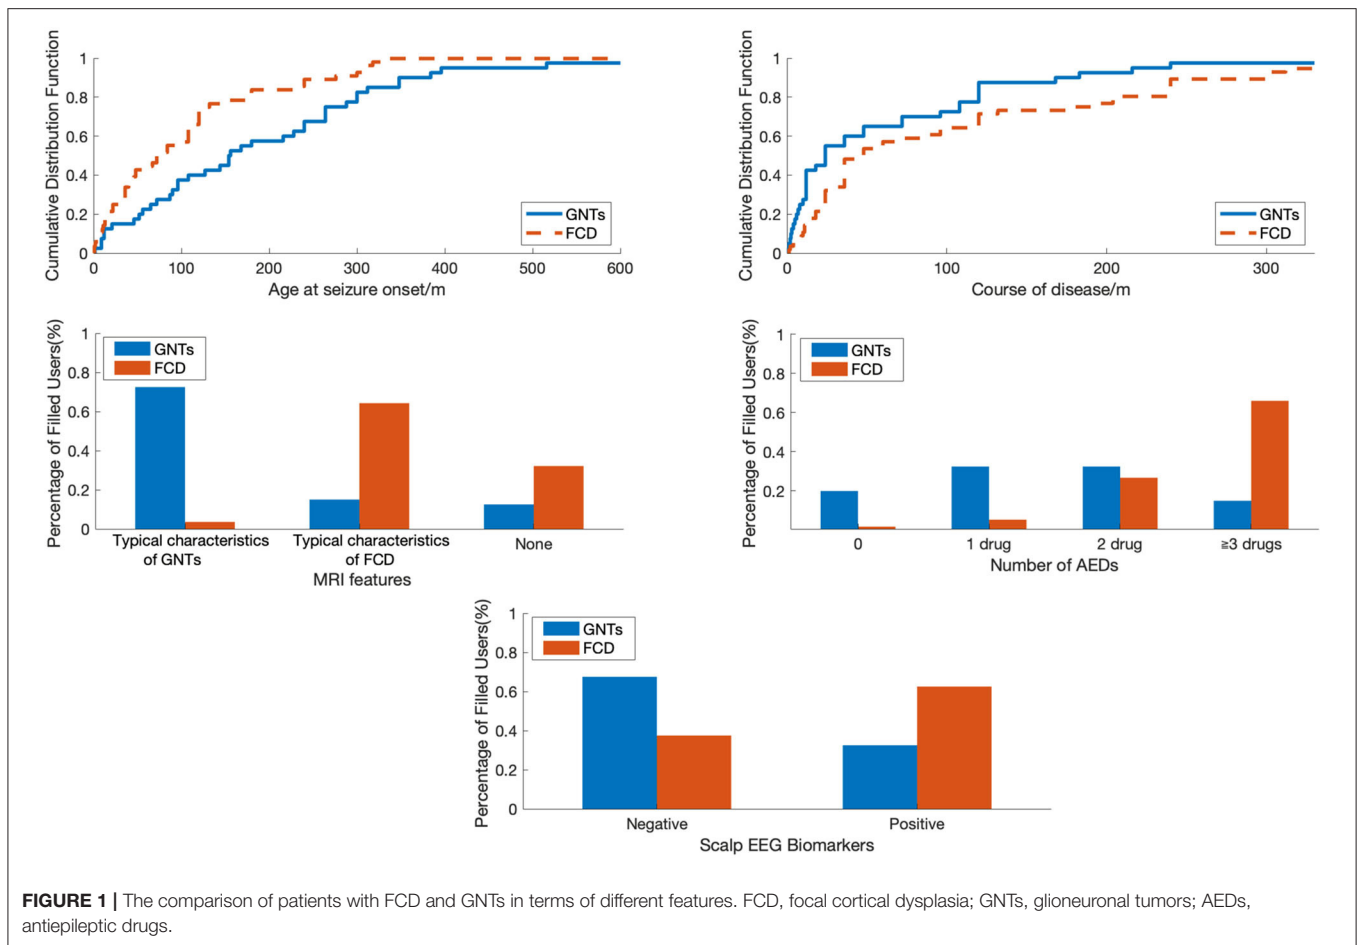 Cumulative Distribution Function
1
0.8
0.6
0.4
0.2
0
0 100 200 300 400 500 600
Age at seizure onset/m
GNTs
FCD
Cumulative Distribution Function
1
0.8
0.6
0.4
0.2
0
0 100 200 300
Course of disease/m
GNTs
FCD
Percentage of Filled Users(%)
1
0.8
0.6
0.4
0.2
0
GNTs
FCD
Typical characteristics Typical characteristics None
of GNTs of FCD
MRI features
Percentage of Filled Users(%)
1
0.8
0.6
0.4
0.2
GNTs
FCD
0 1 drug 2 drug ≧3 drugs
Number of AEDs
Percentage of Filled Users(%)
1
0.8
0.6
0.4
0.2
0
GNTs
FCD
Negative Positive
Scalp EEG Biomarkers
FIGURE 1 | The comparison of patients with FCD and GNTs in terms of different features. FCD, focal cortical dysplasia; GNTs, glioneuronal tumors; AEDs,
antiepileptic drugs.